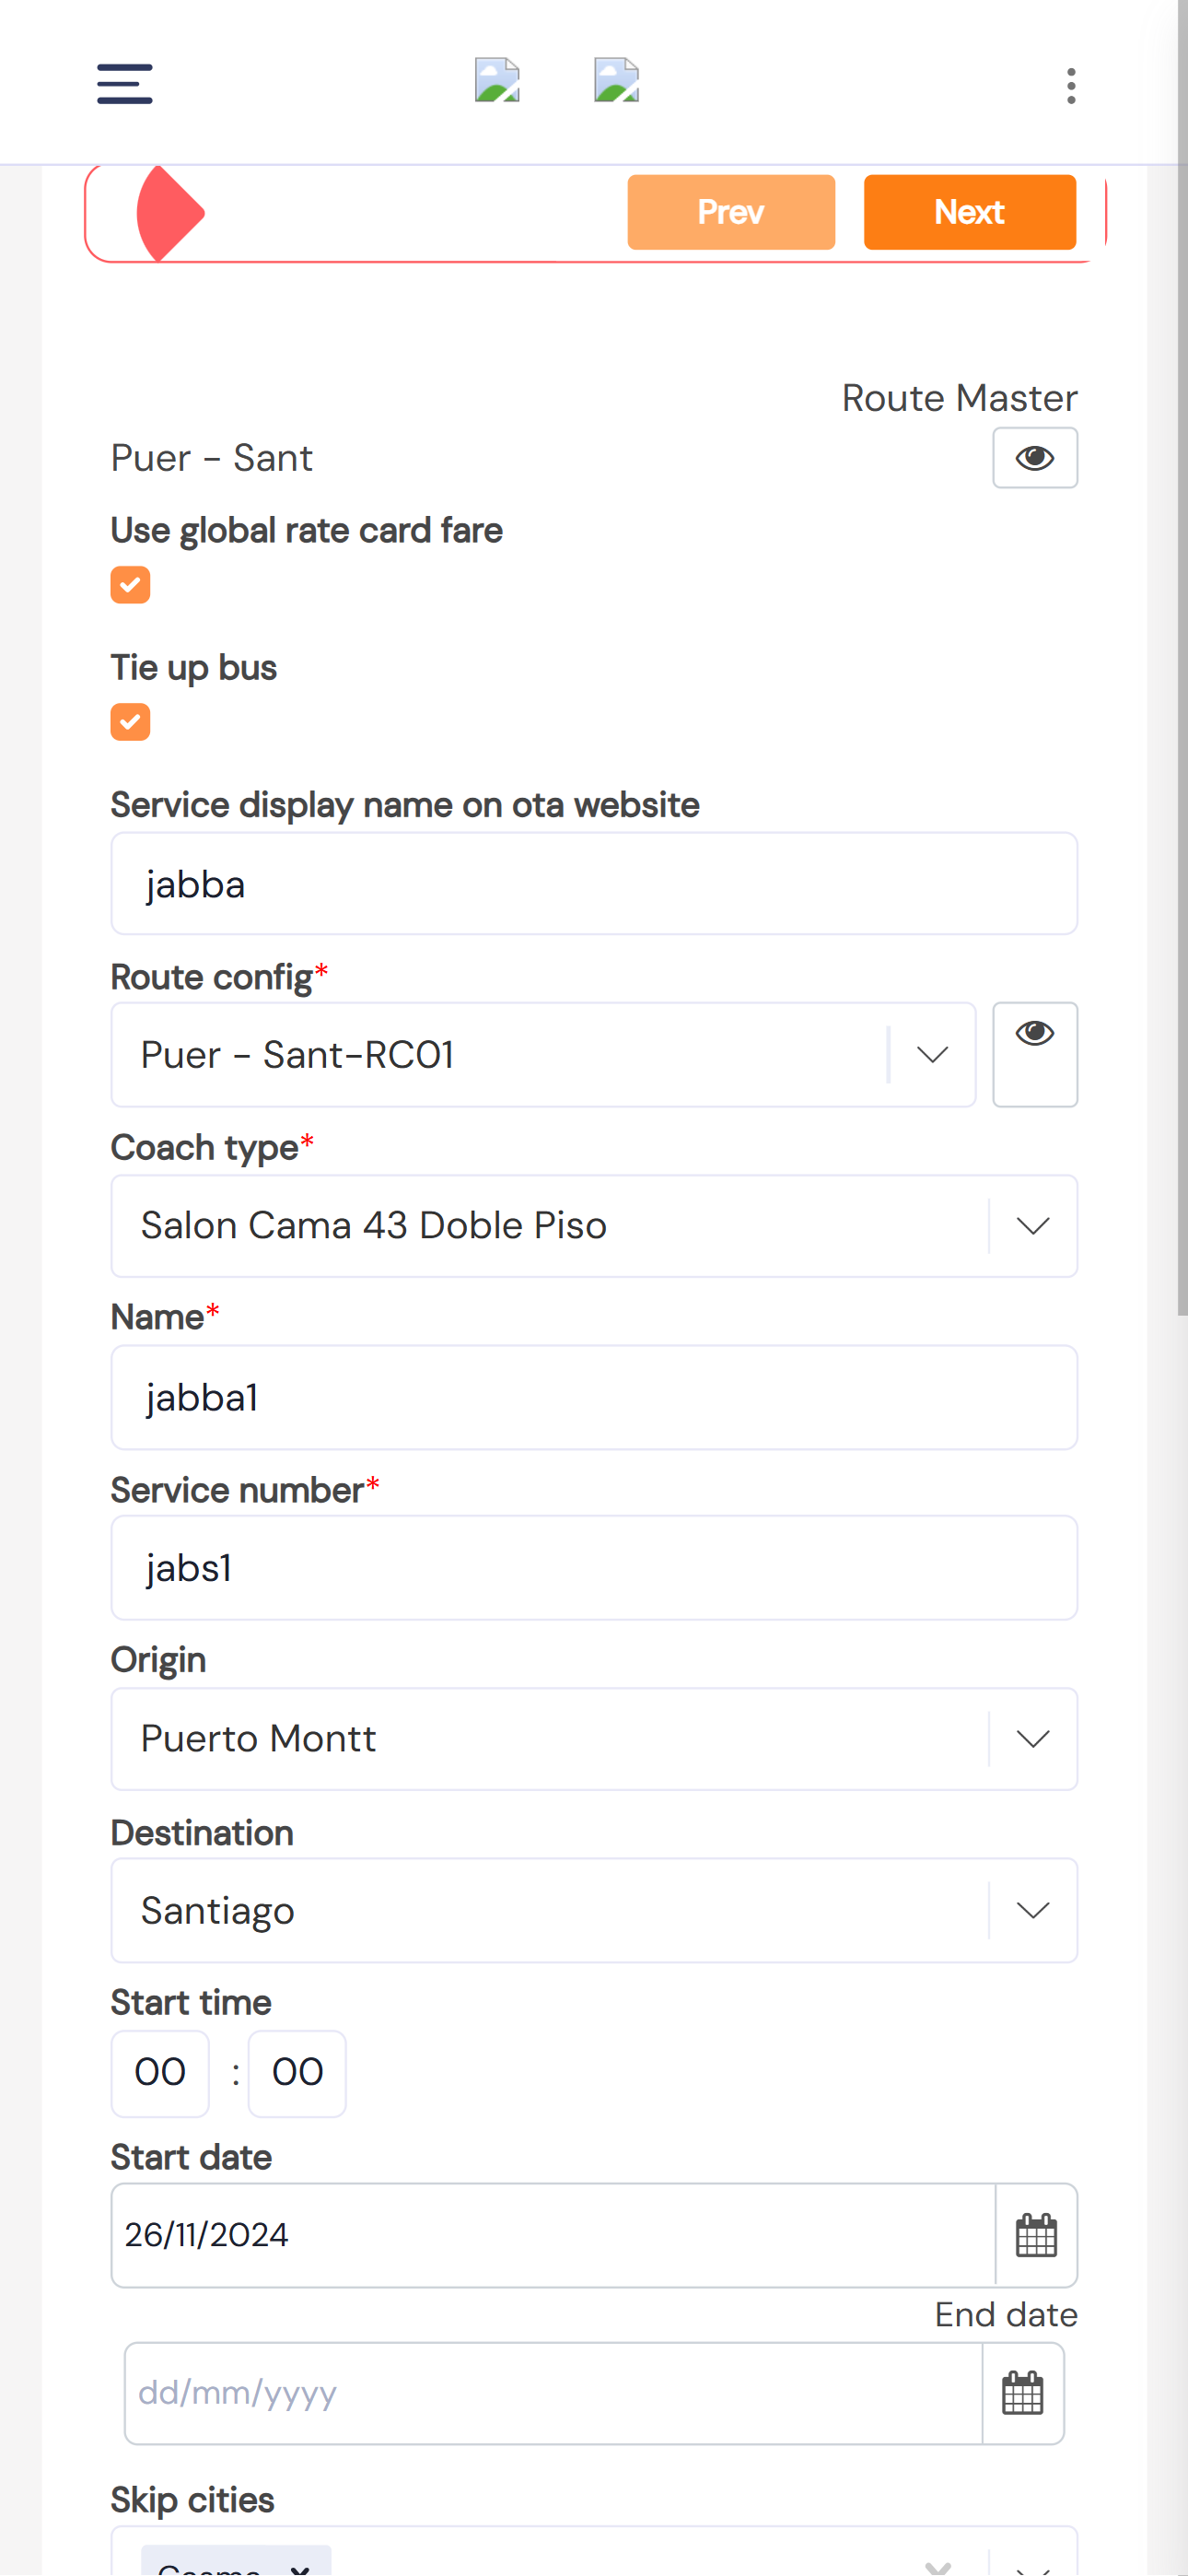 Prev Next
Route Master
Puer - Sant
Use global rate card fare
Tie up bus
Service display name on ota website
jabba
Route config*
Puer - Sant-RC01
Coach type*
Salon Cama 43 Doble Piso
Name*
jabba1
Service number*
jabs1
Origin
Puerto Montt
Destination
Santiago
Start time
00 : 00
Start date
26/11/2024
End date
dd/mm/yyyy
Skip cities